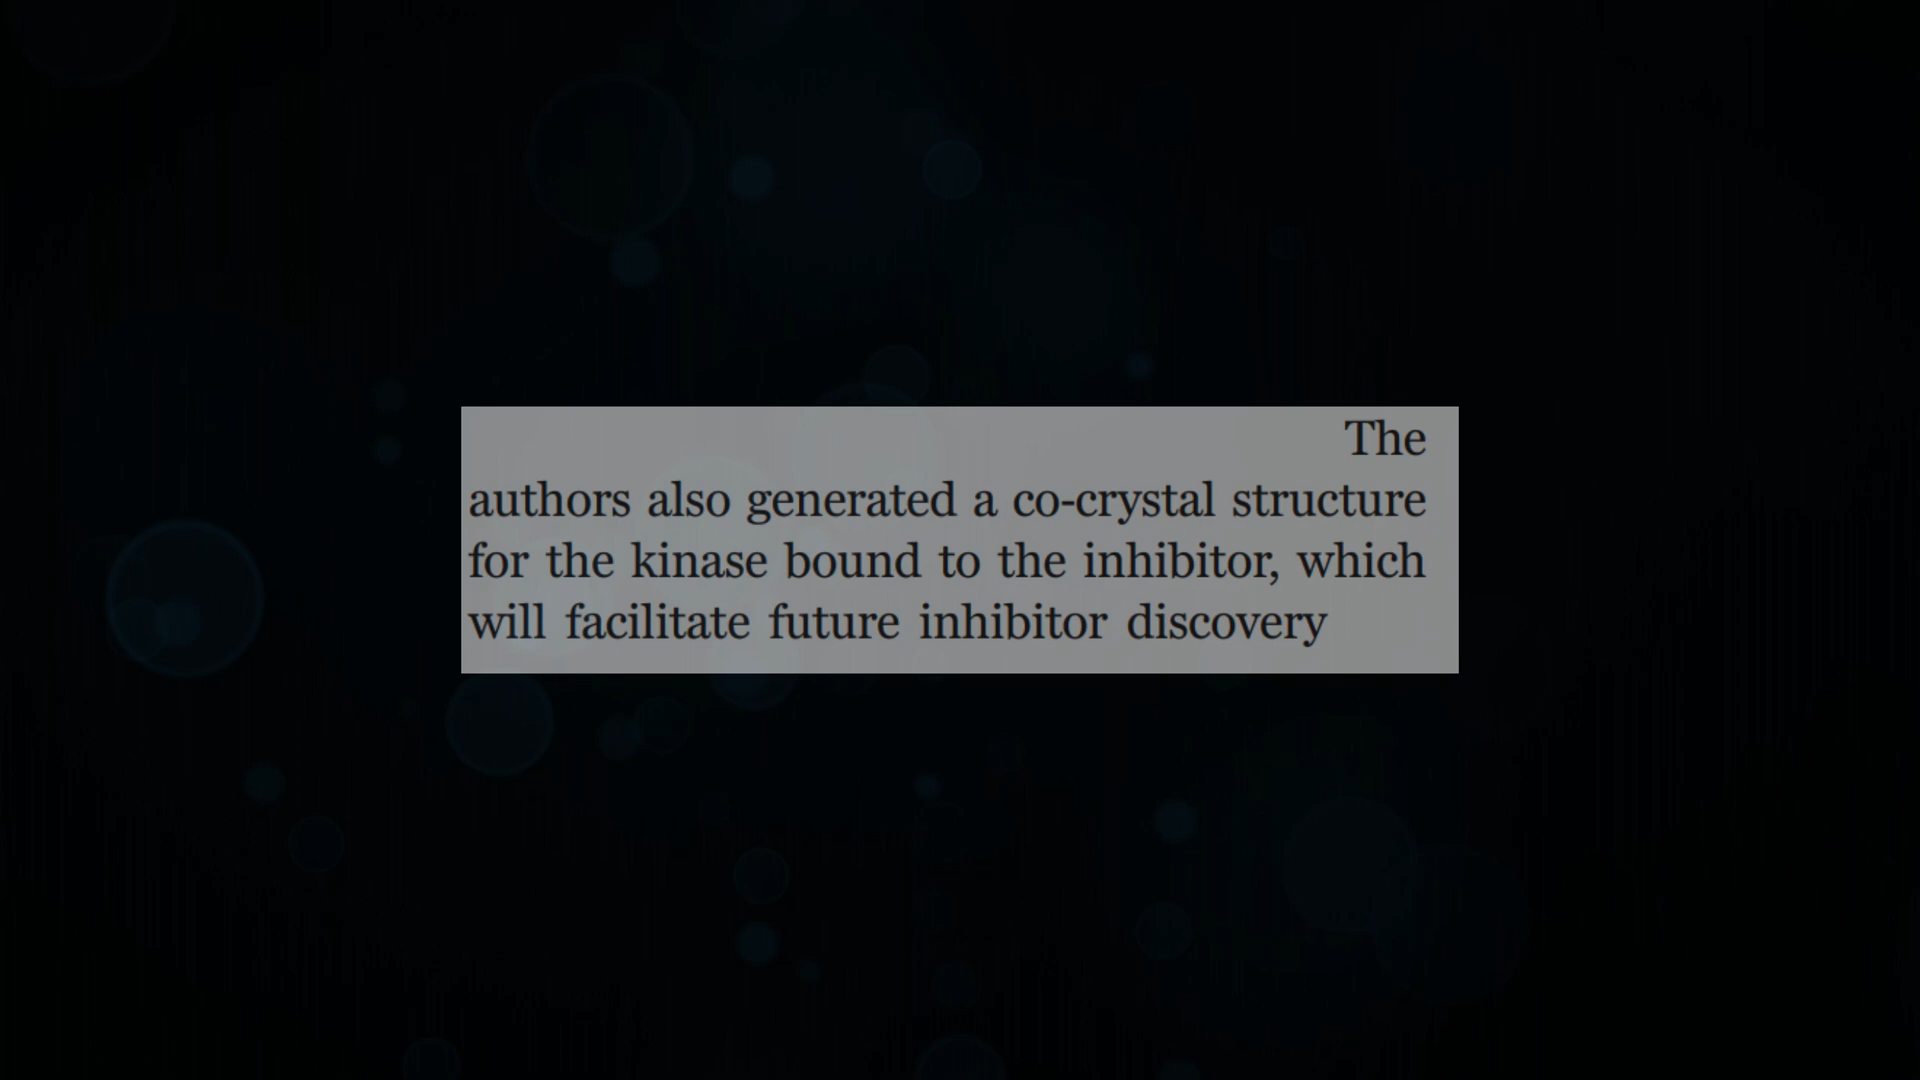 The
authors also generated a co-crystal structure
for the kinase bound to the inhibitor, which
will facilitate future inhibitor discovery